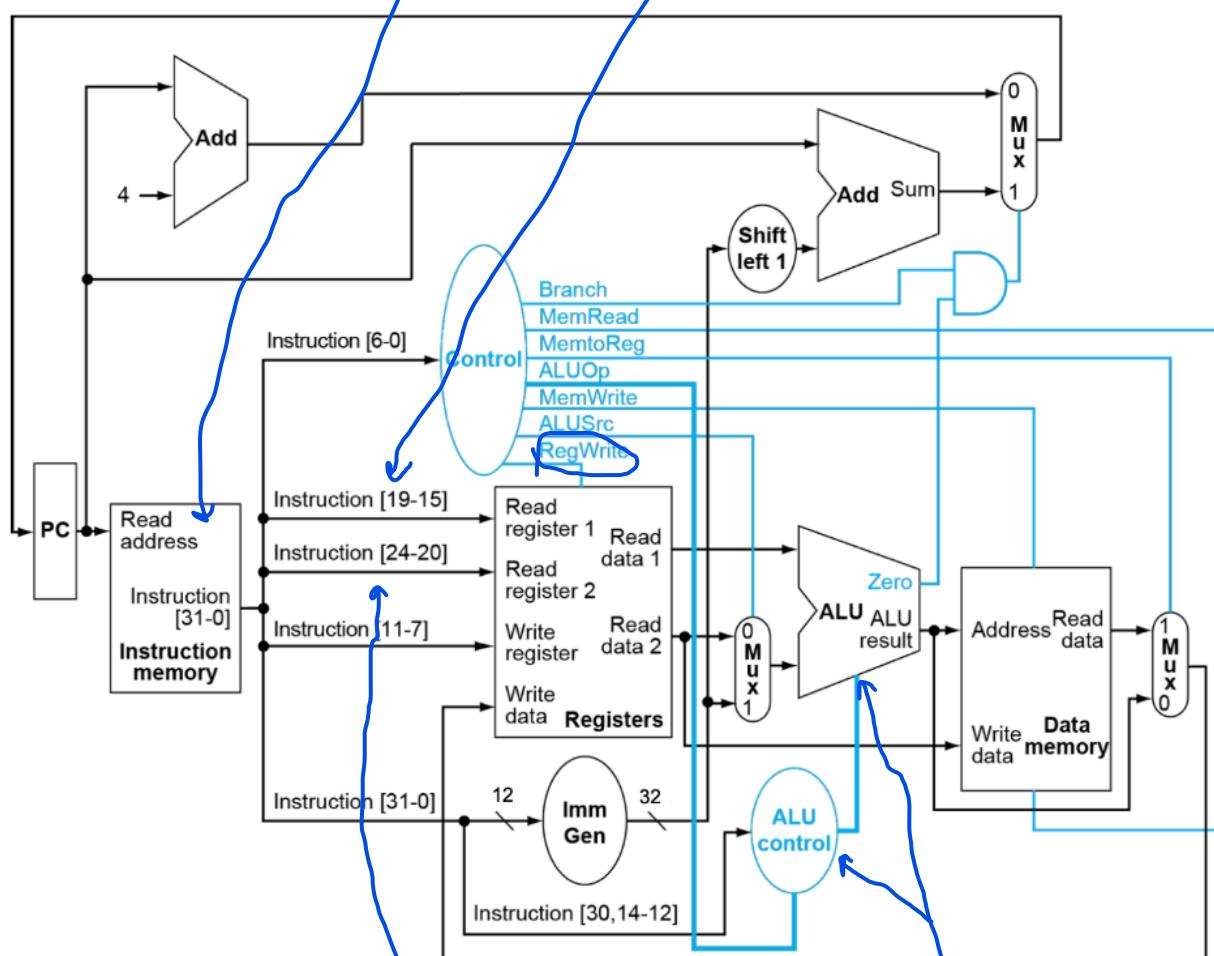 0
M
u
x
1
Add
4
Add Sum
Shift
left 1
Branch
MemRead
MemtoReg
ALUOp
MemWrite
ALUSrc
RegWrite
Control
Instruction [6-0]
Instruction [19-15]
Instruction [24-20]
Instruction [11-7]
Instruction [31-0]
Instruction [30,14-12]
PC
Read
address
Instruction
[31-0]
Instruction
memory
Read
register 1
Read
register 2
Write
register
Write
data
Read
data 1
Read
data 2
Registers
0
M
u
x
1
12
Imm
Gen
32
ALU
control
Zero
ALU
ALU
result
Address
Read
data
Write
data
Data
memory
1
M
u
x
0